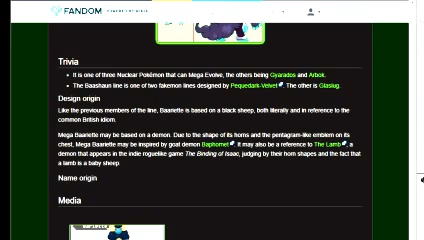 FANDOM
Trivia
It is one of three Nuclear Pokémon that can Mega Evolve, the others being Gyarados and Arbok.
The Baashaun line is one of two fakemon lines designed by Pequedark-Velvet. The other is Glaslug.
Design origin
Like the previous members of the line, Baariette is based on a black sheep, both literally and in reference to the
common British idiom.
Mega Baariette may be based on a demon. Due to the shape of its horns and the pentagram-like emblem on its
chest, Mega Baariette may be inspired by goat demon Baphomet. It may also be a reference to The Lamb, a
demon that appears in the indie roguelike game The Binding of Isaac, judging by their horn shapes and the fact that
a lamb is a baby sheep.
Name origin
Media